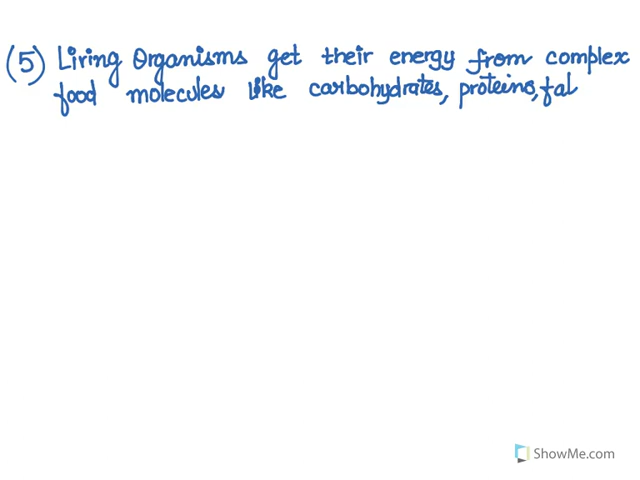 (5) Living Organisms get their energy from complex
food molecules like carbohydrates, proteins, fat
ShowMe.com